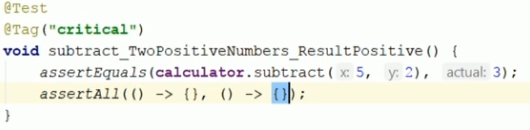 @Test
@Tag("critical")
void subtract_TwoPositiveNumbers_ResultPositive() {
assertEquals(calculator.subtract( x: 5, y: 2), actual: 3);
assertAll(() -> {}, () -> {});
}